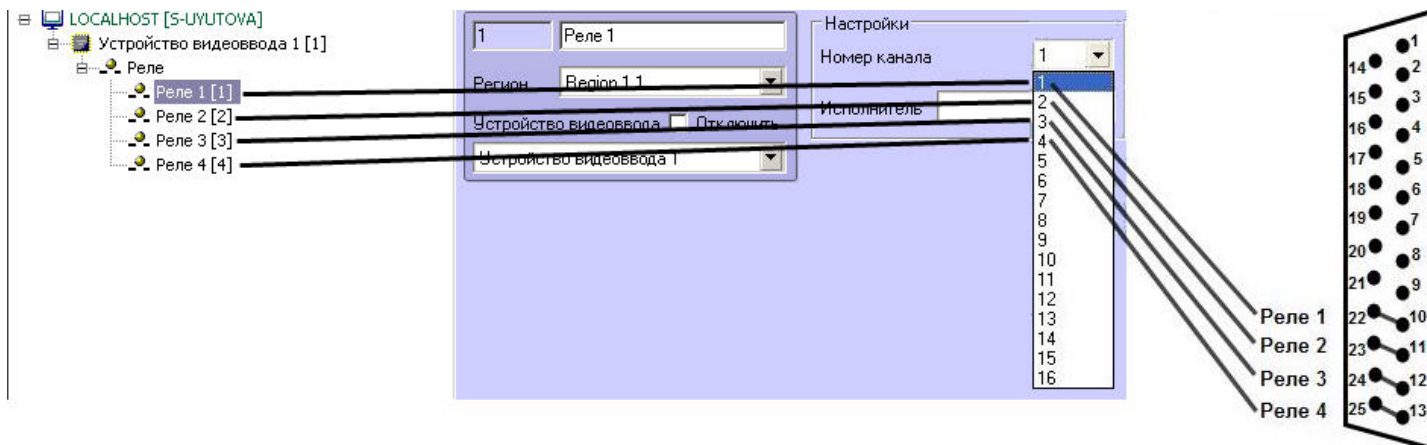 LOCALHOST [S-UYUTOVA]
Устройство видеоввода 1 [1]
Реле
Реле 1 [1]
Реле 2 [2]
Реле 3 [3]
Реле 4 [4]
1
Реле 1
Регион
Region 1.1
Устройство видеоввода
Отключить
Устройство видеоввода 1
Настройки
Номер канала
1
Исполнитель
1
2
3
4
5
6
7
8
9
10
11
12
13
14
15
16
Реле 1
Реле 2
Реле 3
Реле 4
1
14
2
15
3
16
4
17
5
18
6
19
7
20
8
21
9
22
10
23
11
24
12
25
13